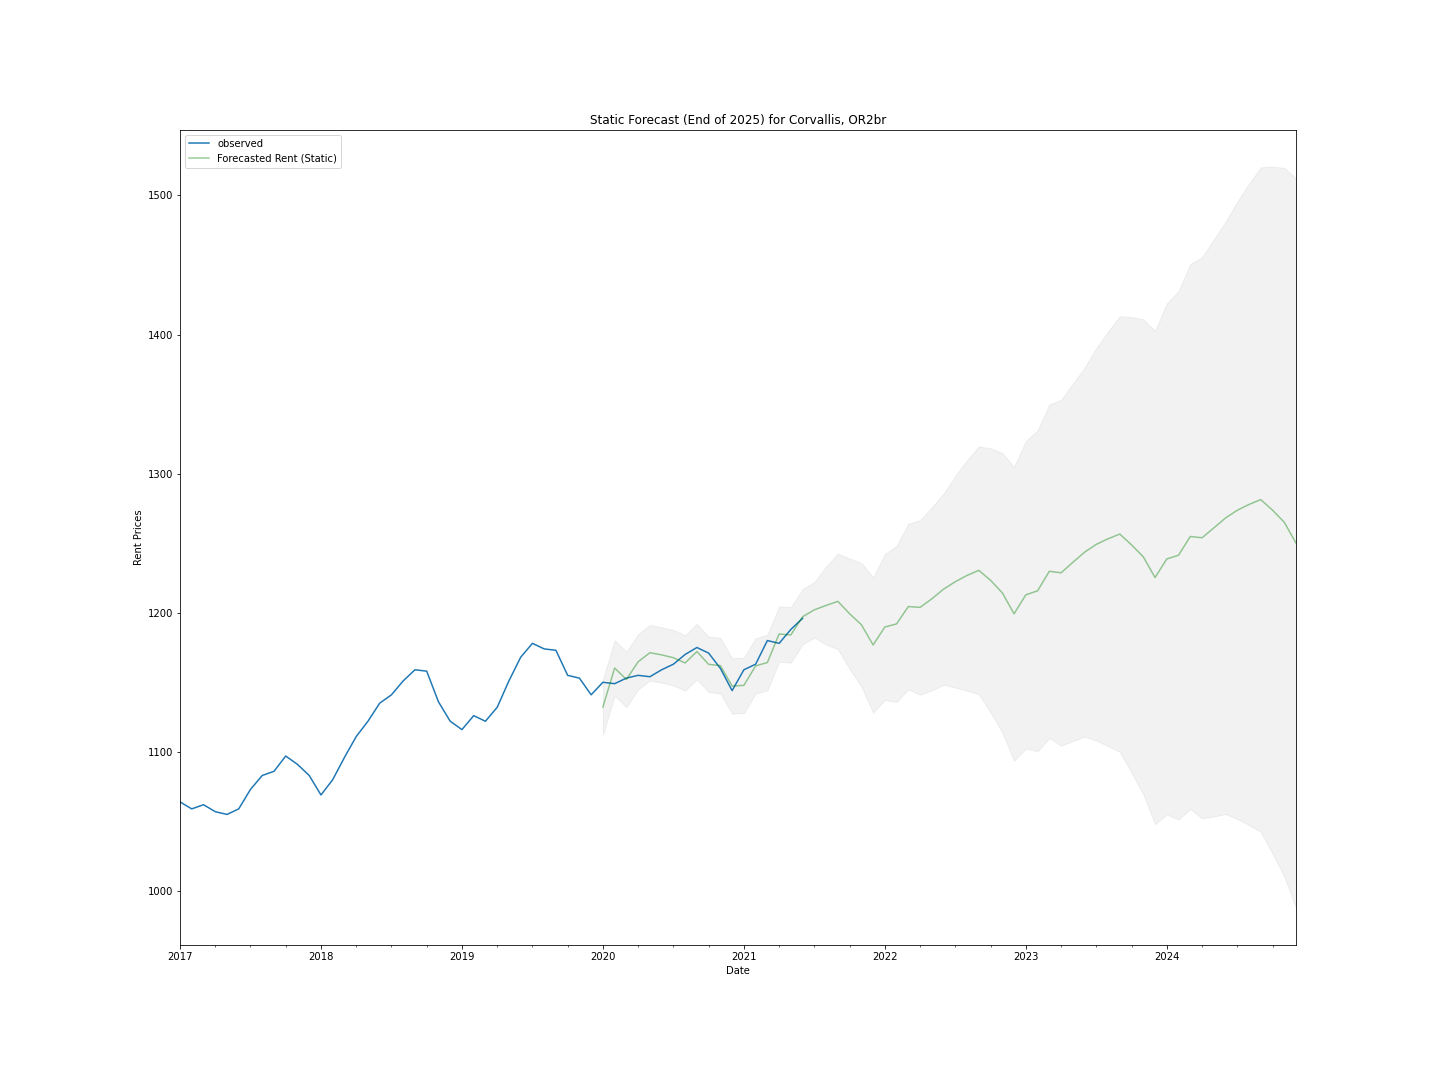 Static Forecast (End of 2025) for Corvallis, OR2br
observed
Forecasted Rent (Static)
1500
1400
1300
1200
1100
1000
Rent Prices
2017 2018 2019 2020 2021 2022 2023 2024
Date